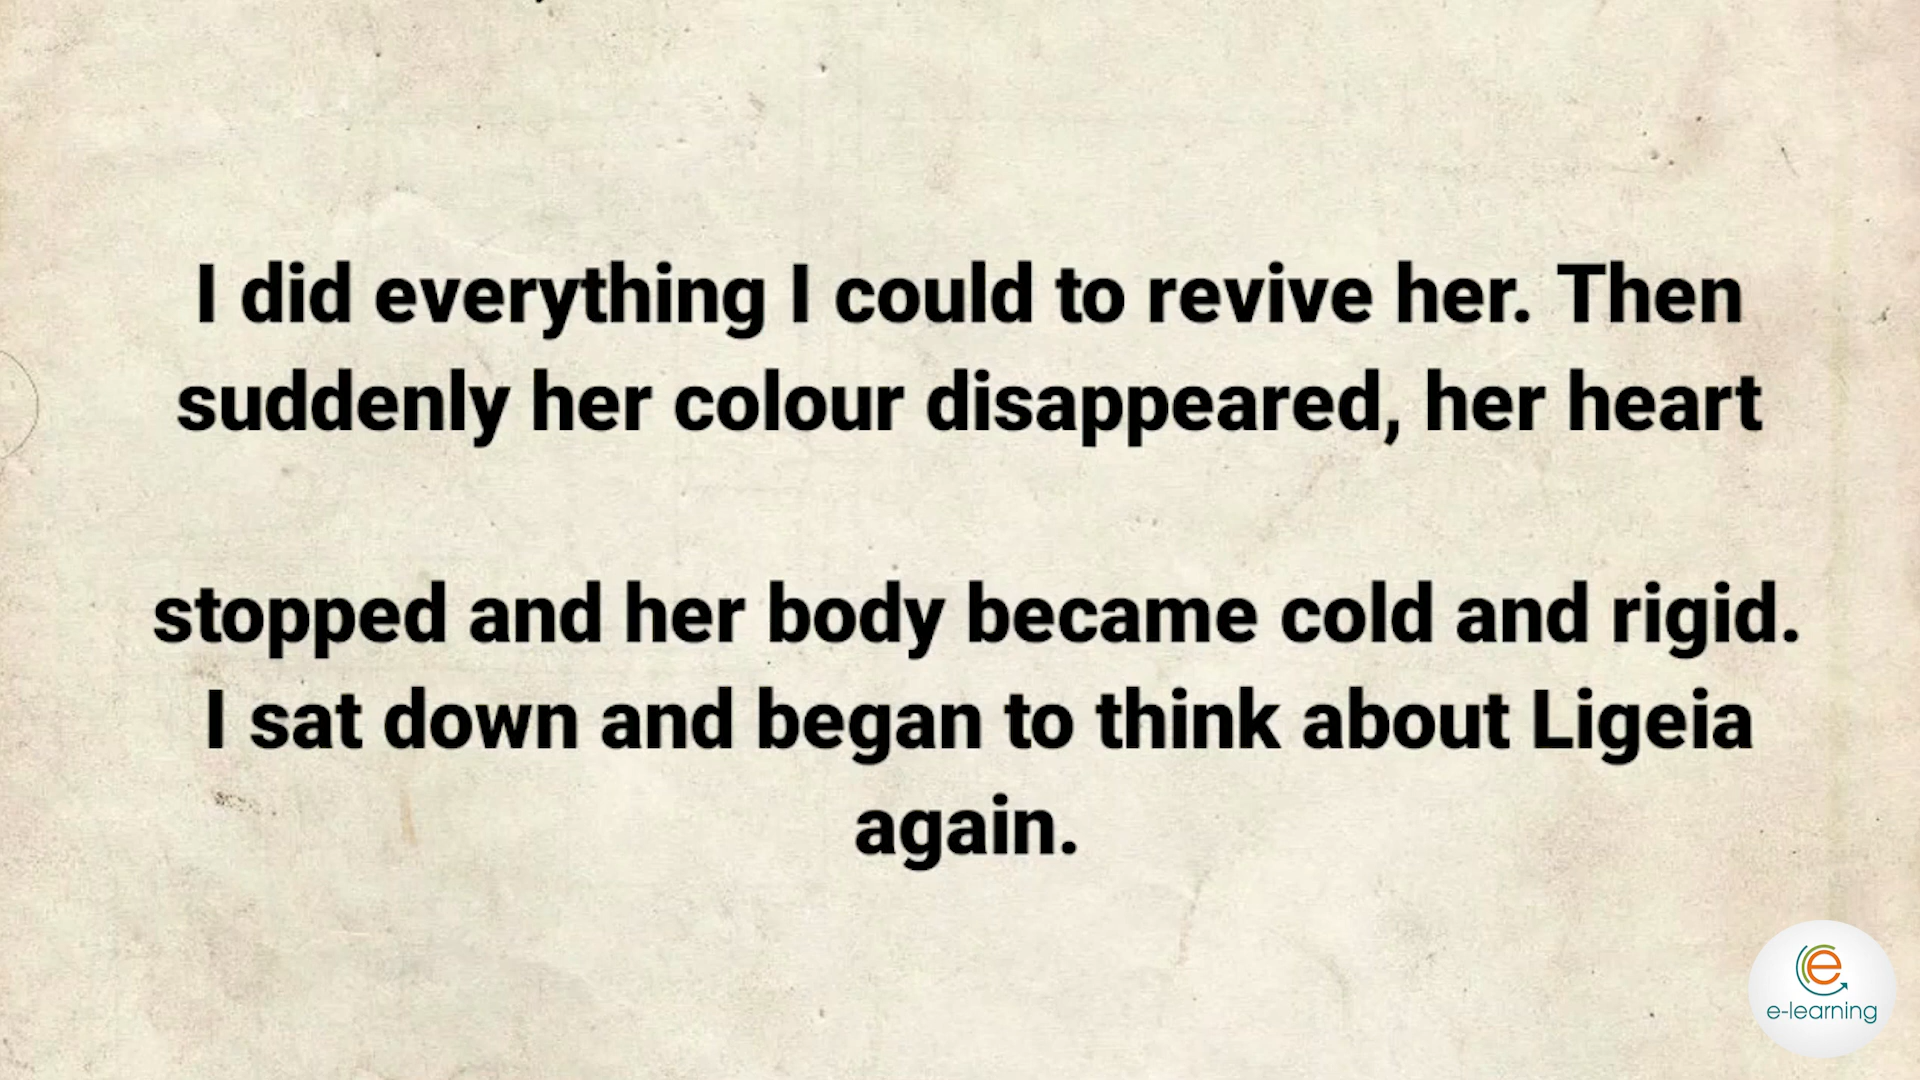 I did everything I could to revive her. Then
suddenly her colour disappeared, her heart
stopped and her body became cold and rigid.
I sat down and began to think about Ligeia
again.
e
e-learning